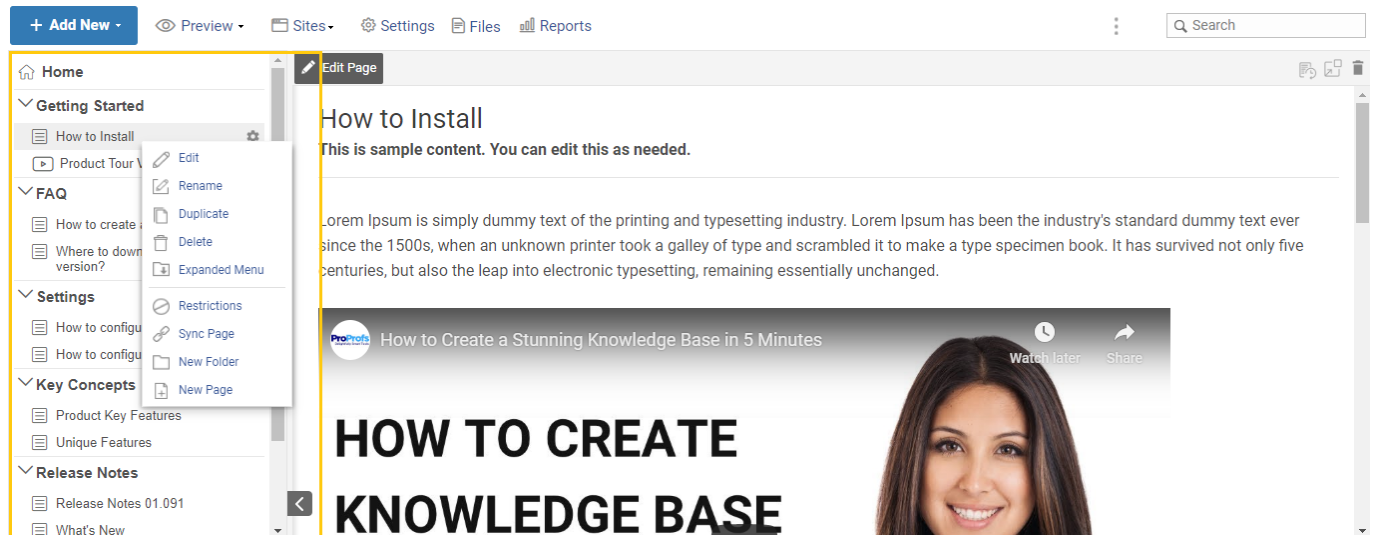 + Add New
Preview
Sites
Settings
Files
Reports
Search
Home
Edit Page
Getting Started
How to Install
Product Tour V
FAQ
How to create a
Where to down
version?
Settings
How to configu
How to configu
Key Concepts
Product Key Features
Unique Features
Release Notes
Release Notes 01.091
What's New
Edit
Rename
Duplicate
Delete
Expanded Menu
Restrictions
Sync Page
New Folder
New Page
How to Install
This is sample content. You can edit this as needed.
Lorem Ipsum is simply dummy text of the printing and typesetting industry. Lorem Ipsum has been the industry's standard dummy text ever
since the 1500s, when an unknown printer took a galley of type and scrambled it to make a type specimen book. It has survived not only five
centuries, but also the leap into electronic typesetting, remaining essentially unchanged.
ProProfs
How to Create a Stunning Knowledge Base in 5 Minutes
Watch later
Share
HOW TO CREATE
KNOWLEDGE BASE